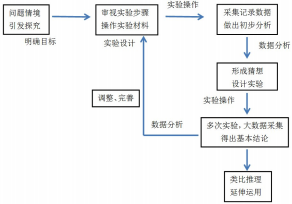 问题情境
引发探究
明确目标
审视实验步骤
操作实验材料
实验设计
实验操作
采集记录数据
做出初步分析
数据分析
形成猜想
设计实验
实验操作
调整、完善
数据分析
多次实验,大数据采集
得出基本结论
类比推理
延伸运用